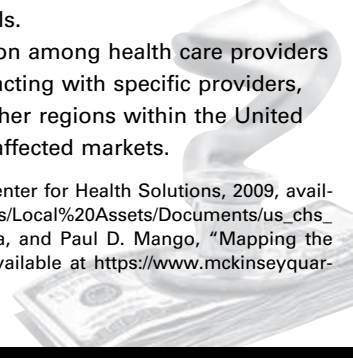 ls.
on among health care providers
acting with specific providers,
her regions within the United
affected markets.
enter for Health Solutions, 2009, avail-
s/Local%20Assets/Documents/us_chs_
a, and Paul D. Mango, “Mapping the
vailable at https://www.mckinseyquar-